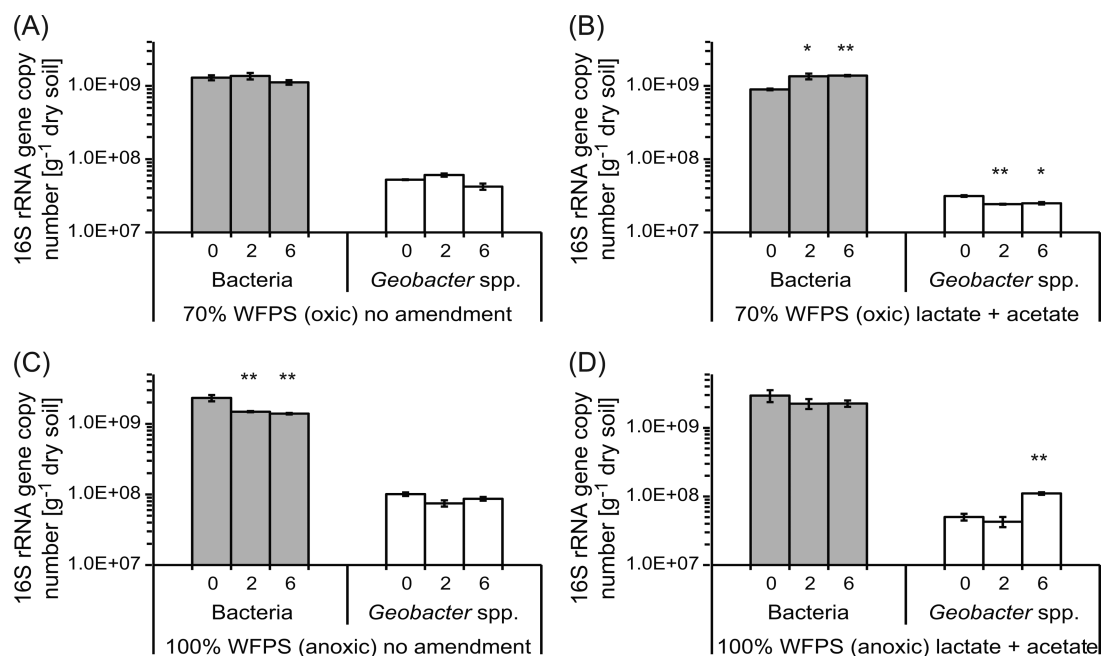 (A)
16S rRNA gene copy
number [g⁻¹ dry soil]
1.0E+09
1.0E+08
1.0E+07
0 2 6 0 2 6
Bacteria Geobacter spp.
70% WFPS (oxic) no amendment
(B)
16S rRNA gene copy
number [g⁻¹ dry soil]
* **
1.0E+09
1.0E+08
** *
1.0E+07
0 2 6 0 2 6
Bacteria Geobacter spp.
70% WFPS (oxic) lactate + acetate
(C)
16S rRNA gene copy
number [g⁻¹ dry soil]
** **
1.0E+09
1.0E+08
1.0E+07
0 2 6 0 2 6
Bacteria Geobacter spp.
100% WFPS (anoxic) no amendment
(D)
16S rRNA gene copy
number [g⁻¹ dry soil]
1.0E+09
**
1.0E+08
1.0E+07
0 2 6 0 2 6
Bacteria Geobacter spp.
100% WFPS (anoxic) lactate + acetate